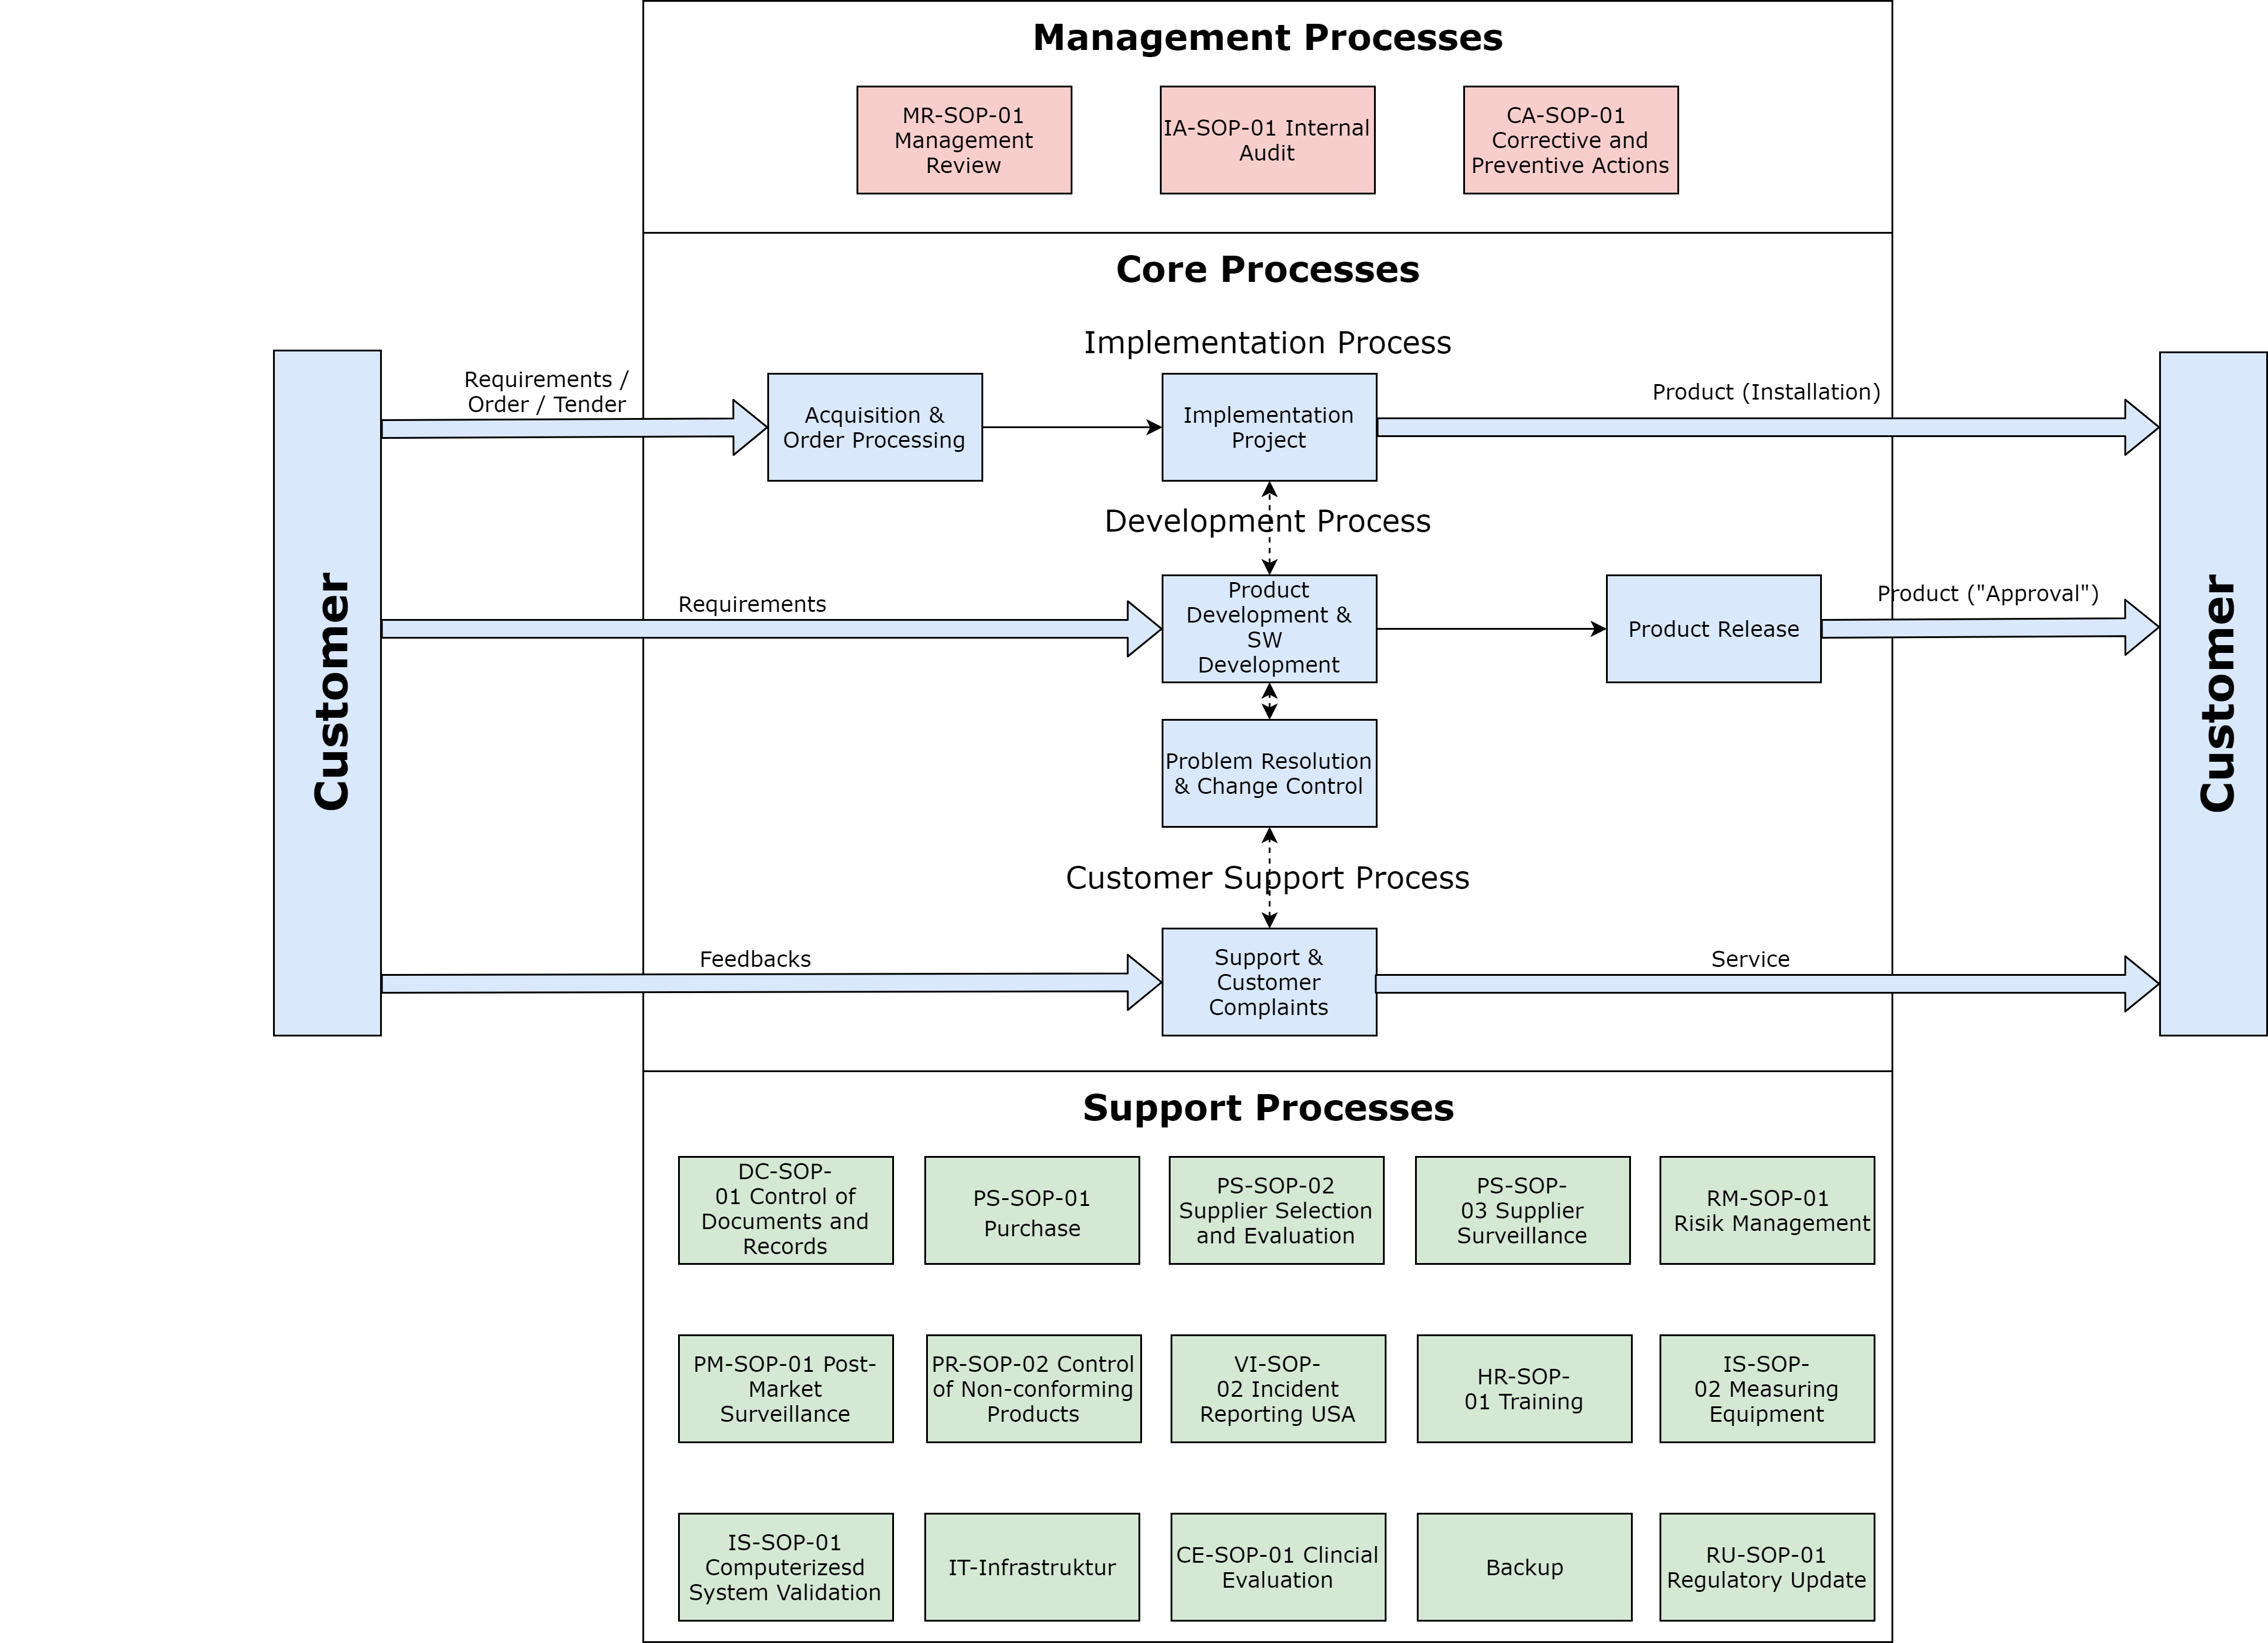 Management Processes
MR-SOP-01
Management
Review
IA-SOP-01 Internal
Audit
CA-SOP-01
Corrective and
Preventive Actions
Core Processes
Implementation Process
Customer
Requirements /
Order / Tender
Acquisition &
Order Processing
Implementation
Project
Product (Installation)
Customer
Development Process
Requirements
Product
Development &
SW
Development
Product Release
Product ("Approval")
Problem Resolution
& Change Control
Customer Support Process
Feedbacks
Support &
Customer
Complaints
Service
Support Processes
DC-SOP-
01 Control of
Documents and
Records
PS-SOP-01
Purchase
PS-SOP-02
Supplier Selection
and Evaluation
PS-SOP-
03 Supplier
Surveillance
RM-SOP-01
Risik Management
PM-SOP-01 Post-
Market
Surveillance
PR-SOP-02 Control
of Non-conforming
Products
VI-SOP-
02 Incident
Reporting USA
HR-SOP-
01 Training
IS-SOP-
02 Measuring
Equipment
IS-SOP-01
Computerizesd
System Validation
IT-Infrastruktur
CE-SOP-01 Clincial
Evaluation
Backup
RU-SOP-01
Regulatory Update